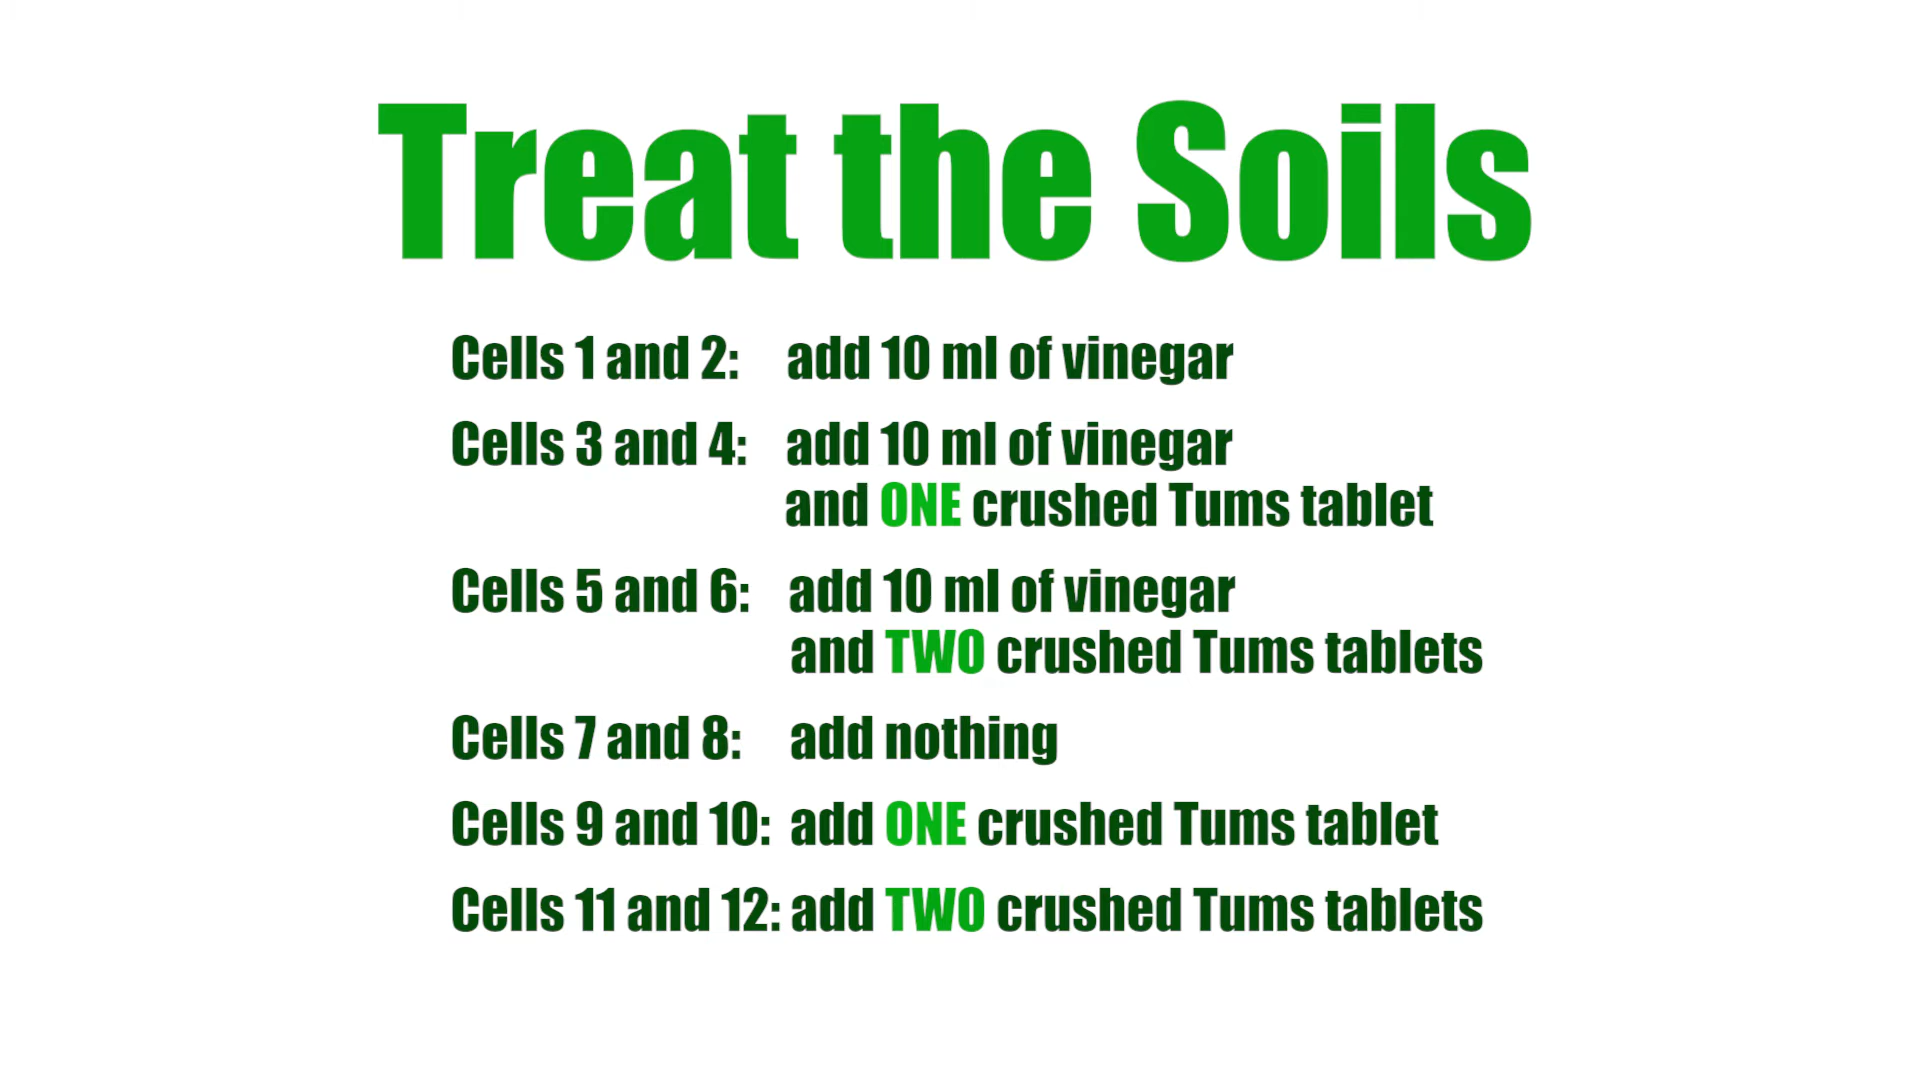 Treat the Soils
Cells 1 and 2: add 10 ml of vinegar
Cells 3 and 4: add 10 ml of vinegar
and ONE crushed Tums tablet
Cells 5 and 6: add 10 ml of vinegar
and TWO crushed Tums tablets
Cells 7 and 8: add nothing
Cells 9 and 10: add ONE crushed Tums tablet
Cells 11 and 12: add TWO crushed Tums tablets